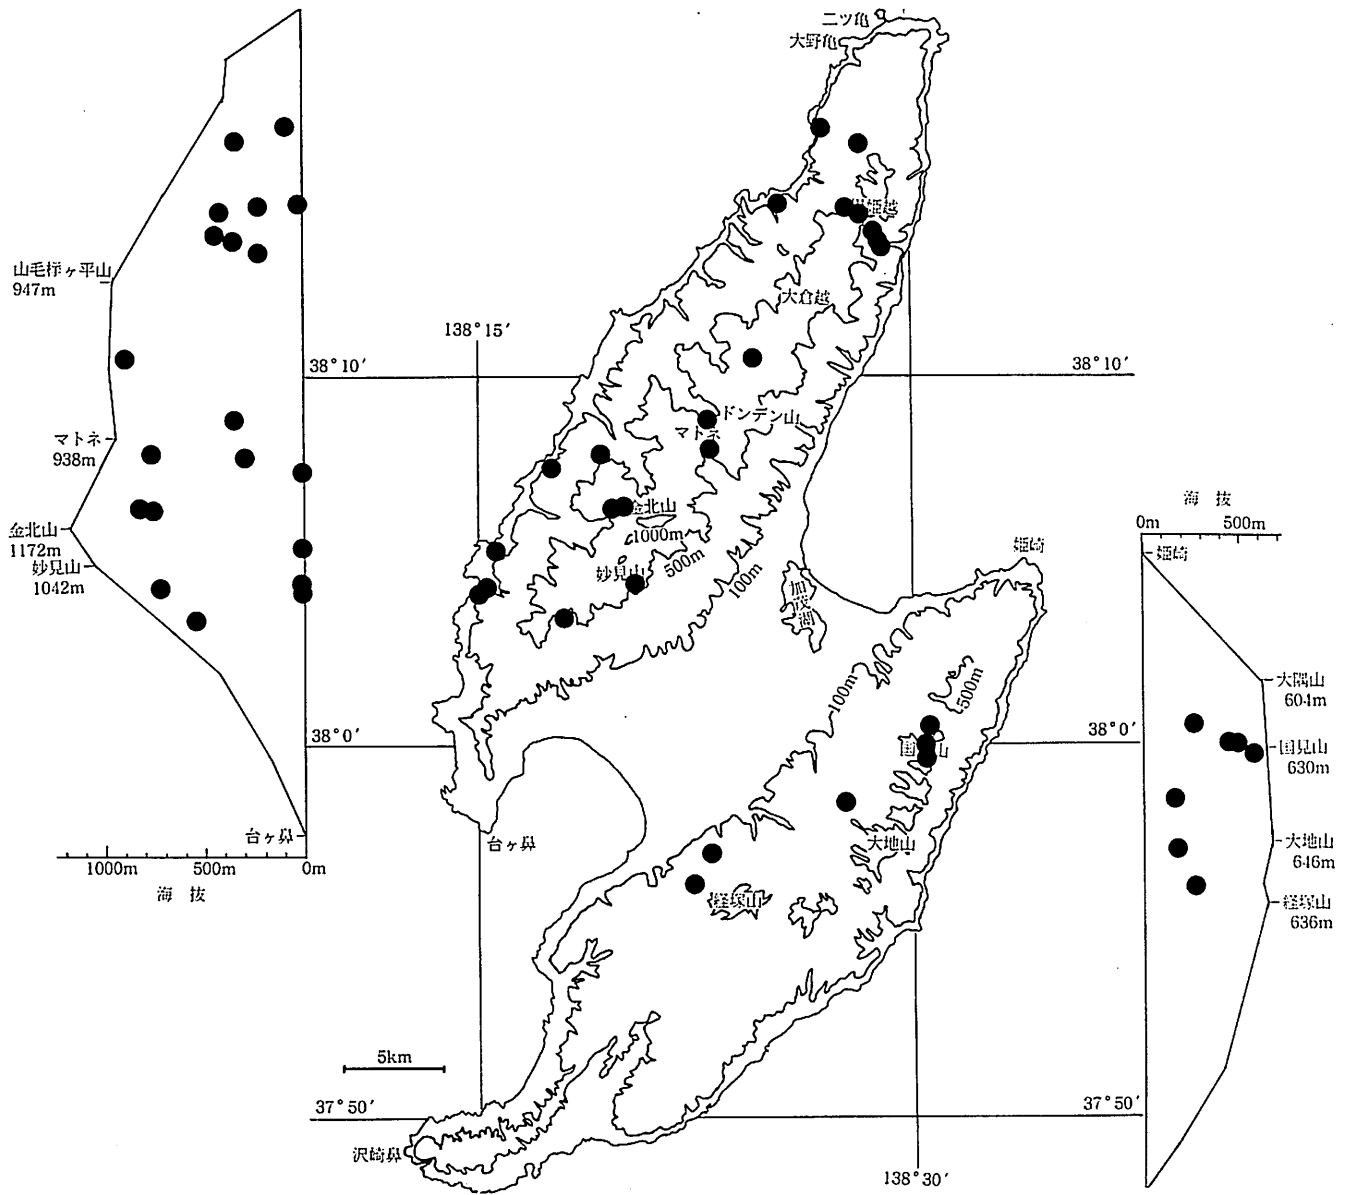 二ツ亀
大野亀
山毛欅ヶ平山
947m
138°15′
38°10′
38°10′
大倉越
ドンデン山
マトネ
マトネ
938m
金北山
1172m
妙見山
1042m
金北山
1000m
500m
妙見山
100m
加茂湖
姫崎
海 抜
0m
500m
姫崎
大隅山
604m
国見山
630m
大地山
646m
経塚山
636m
100m
500m
38°0′
38°0′
台ヶ鼻
1000m
500m
0m
海 抜
台ヶ鼻
大地山
経塚山
5km
37°50′
37°50′
沢崎鼻
138°30′